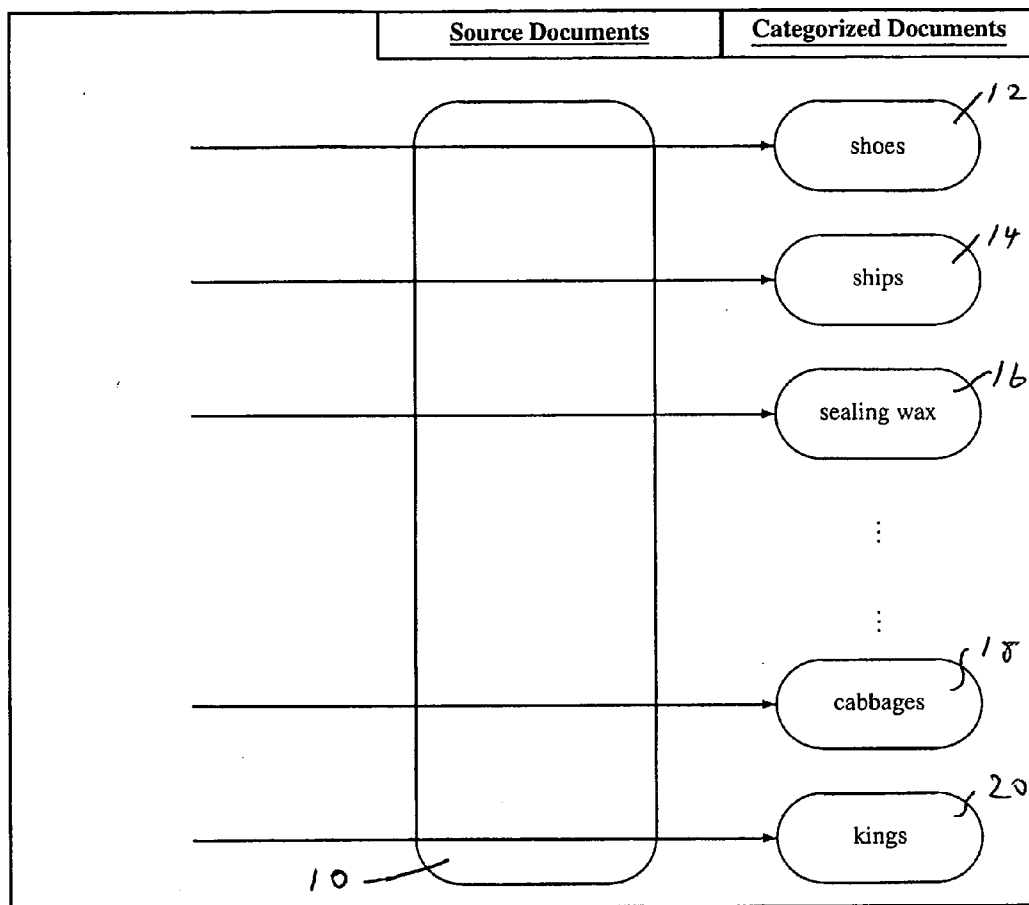 Source Documents
Categorized Documents
12
shoes
14
ships
16
sealing wax
18
cabbages
20
kings
10